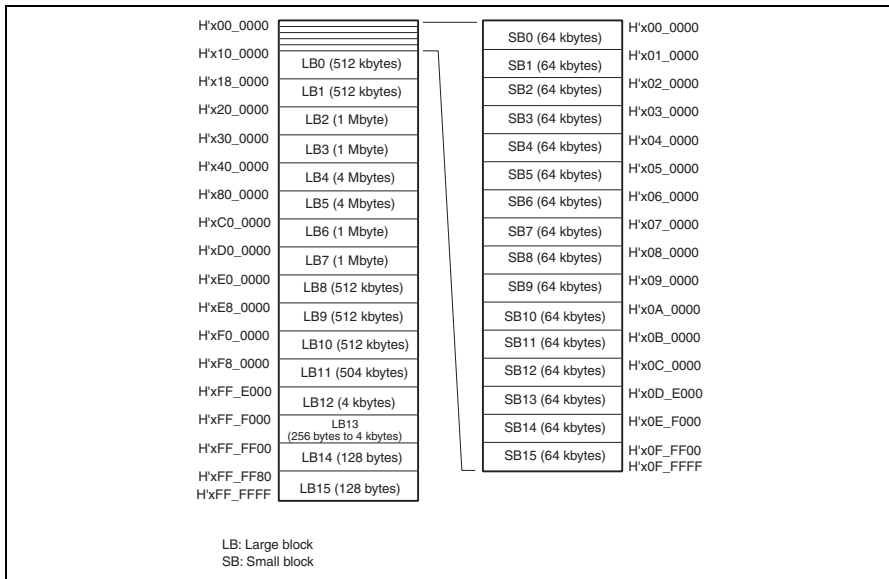 H'x00_0000
H'x10_0000
LB0 (512 kbytes)
H'x18_0000
LB1 (512 kbytes)
H'x20_0000
LB2 (1 Mbyte)
H'x30_0000
LB3 (1 Mbyte)
H'x40_0000
LB4 (4 Mbytes)
H'x80_0000
LB5 (4 Mbytes)
H'xC0_0000
LB6 (1 Mbyte)
H'xD0_0000
LB7 (1 Mbyte)
H'xE0_0000
LB8 (512 kbytes)
H'xE8_0000
LB9 (512 kbytes)
H'xF0_0000
LB10 (512 kbytes)
H'xF8_0000
LB11 (504 kbytes)
H'xFF_E000
LB12 (4 kbytes)
H'xFF_F000
LB13
(256 bytes to 4 kbytes)
H'xFF_FF00
LB14 (128 bytes)
H'xFF_FF80
LB15 (128 bytes)
H'xFF_FFFF
H'x00_0000
SB0 (64 kbytes)
H'x01_0000
SB1 (64 kbytes)
H'x02_0000
SB2 (64 kbytes)
H'x03_0000
SB3 (64 kbytes)
H'x04_0000
SB4 (64 kbytes)
H'x05_0000
SB5 (64 kbytes)
H'x06_0000
SB6 (64 kbytes)
H'x07_0000
SB7 (64 kbytes)
H'x08_0000
SB8 (64 kbytes)
H'x09_0000
SB9 (64 kbytes)
H'x0A_0000
SB10 (64 kbytes)
H'x0B_0000
SB11 (64 kbytes)
H'x0C_0000
SB12 (64 kbytes)
H'x0D_E000
SB13 (64 kbytes)
H'x0E_F000
SB14 (64 kbytes)
H'x0F_FF00
SB15 (64 kbytes)
H'x0F_FFFF
LB: Large block
SB: Small block